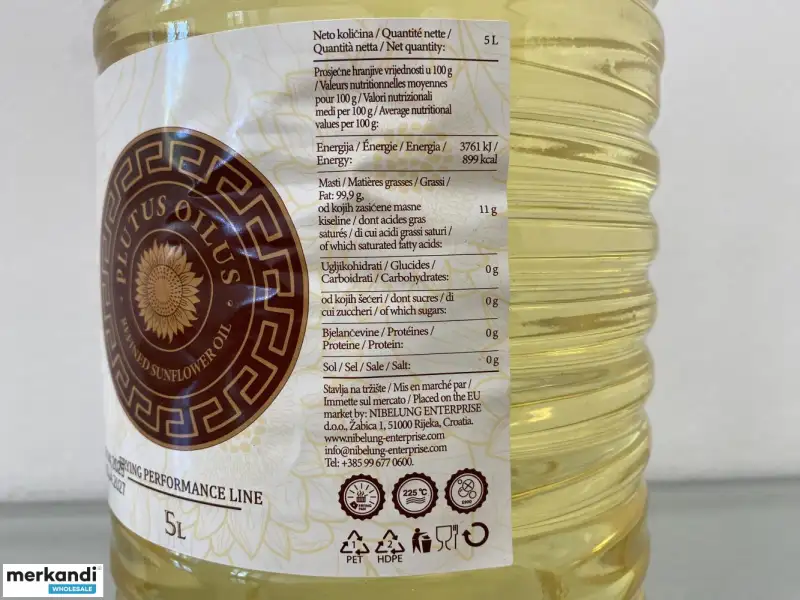 Neto količina / Quantité nette /
Quantità netta / Net quantity:
5 L
Prosječne hranjive vrijednosti u 100 g
/ Valeurs nutritionnelles moyennes
pour 100 g / Valori nutrizionali
medi per 100 g / Average nutritional
values per 100 g:
Energija / Énergie / Energia /
Energy:
3761 kJ /
899 kcal
Masti / Matières grasses / Grassi /
Fat: 99,9 g,
od kojih zasićene masne
kiseline / dont acides gras
saturés / di cui acidi grassi saturi /
of which saturated fatty acids:
11 g
Ugljikohidrati / Glucides /
Carboidrati / Carbohydrates:
0 g
od kojih šećeri / dont sucres / di
cui zuccheri / of which sugars:
0 g
Bjelančevine / Protéines /
Proteine / Protein:
0 g
Sol / Sel / Sale / Salt:
0 g
Stavlja na tržište / Mis en marché par /
Immette sul mercato / Placed on the EU
market by: NIBELUNG ENTERPRISE
d.o.o., Žabica 1, 51000 Rijeka, Croatia.
www.nibelung-enterprise.com
info@nibelung-enterprise.com
Tel: +385 99 677 0600.
225 °C
1
PET
2
HDPE
PLUTUS OILUS
REFINED SUNFLOWER OIL
2027
PERFORMANCE LINE
5L
merkandi
WHOLESALE